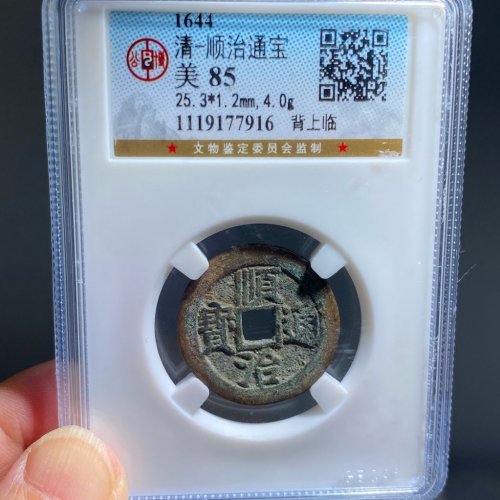 1644
清-顺治通宝
美 85
25.3*1.2mm,4.0g
1119177916 背上临
★ 文物鉴定委员会监制 ★
順治通寶